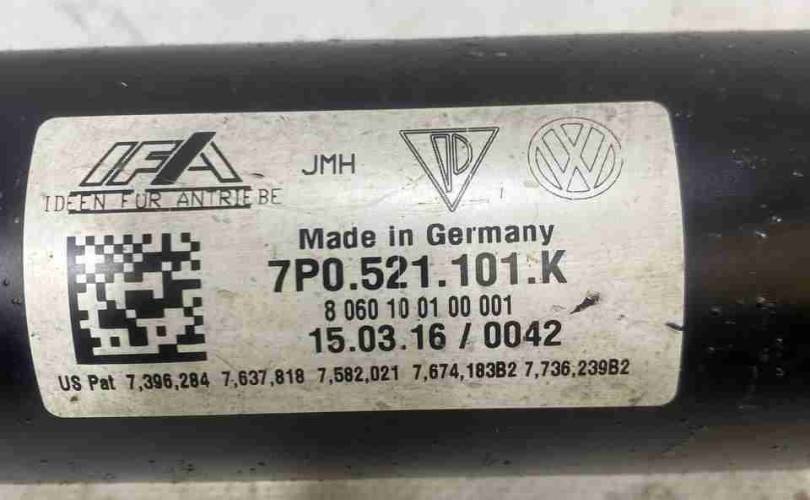 IFA
IDEEN FÜR ANTRIEBE
JMH
Made in Germany
7P0.521.101.K
8 060 10 01 00 001
15.03.16 / 0042
US Pat 7,396,284 7,637,818 7,582,021 7,674,183B2 7,736,239B2